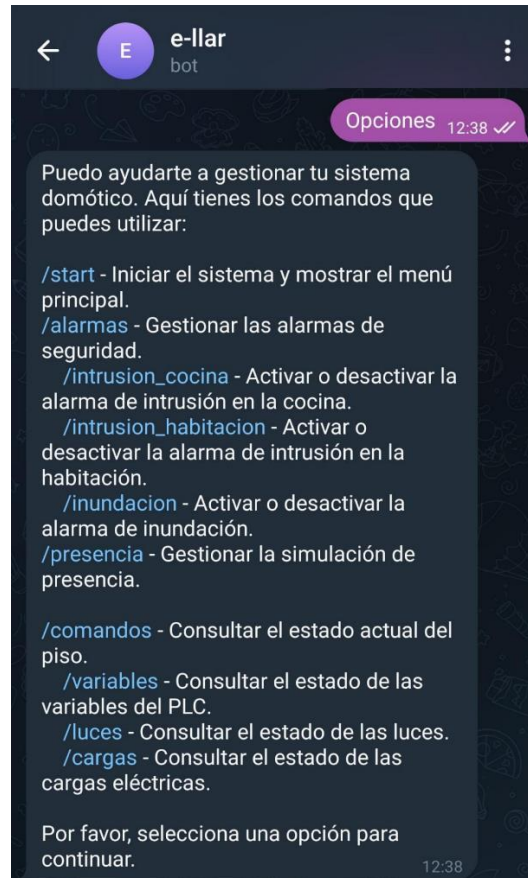 e-llar
E
bot
Opciones 12:38
Puedo ayudarte a gestionar tu sistema
domótico. Aquí tienes los comandos que
puedes utilizar:
/start - Iniciar el sistema y mostrar el menú
principal.
/alarmas - Gestionar las alarmas de
seguridad.
/intrusion_cocina - Activar o desactivar la
alarma de intrusión en la cocina.
/intrusion_habitacion - Activar o
desactivar la alarma de intrusión en la
habitación.
/inundacion - Activar o desactivar la
alarma de inundación.
/presencia - Gestionar la simulación de
presencia.
/comandos - Consultar el estado actual del
piso.
/variables - Consultar el estado de las
variables del PLC.
/luces - Consultar el estado de las luces.
/cargas - Consultar el estado de las
cargas eléctricas.
Por favor, selecciona una opción para
continuar.
12:38